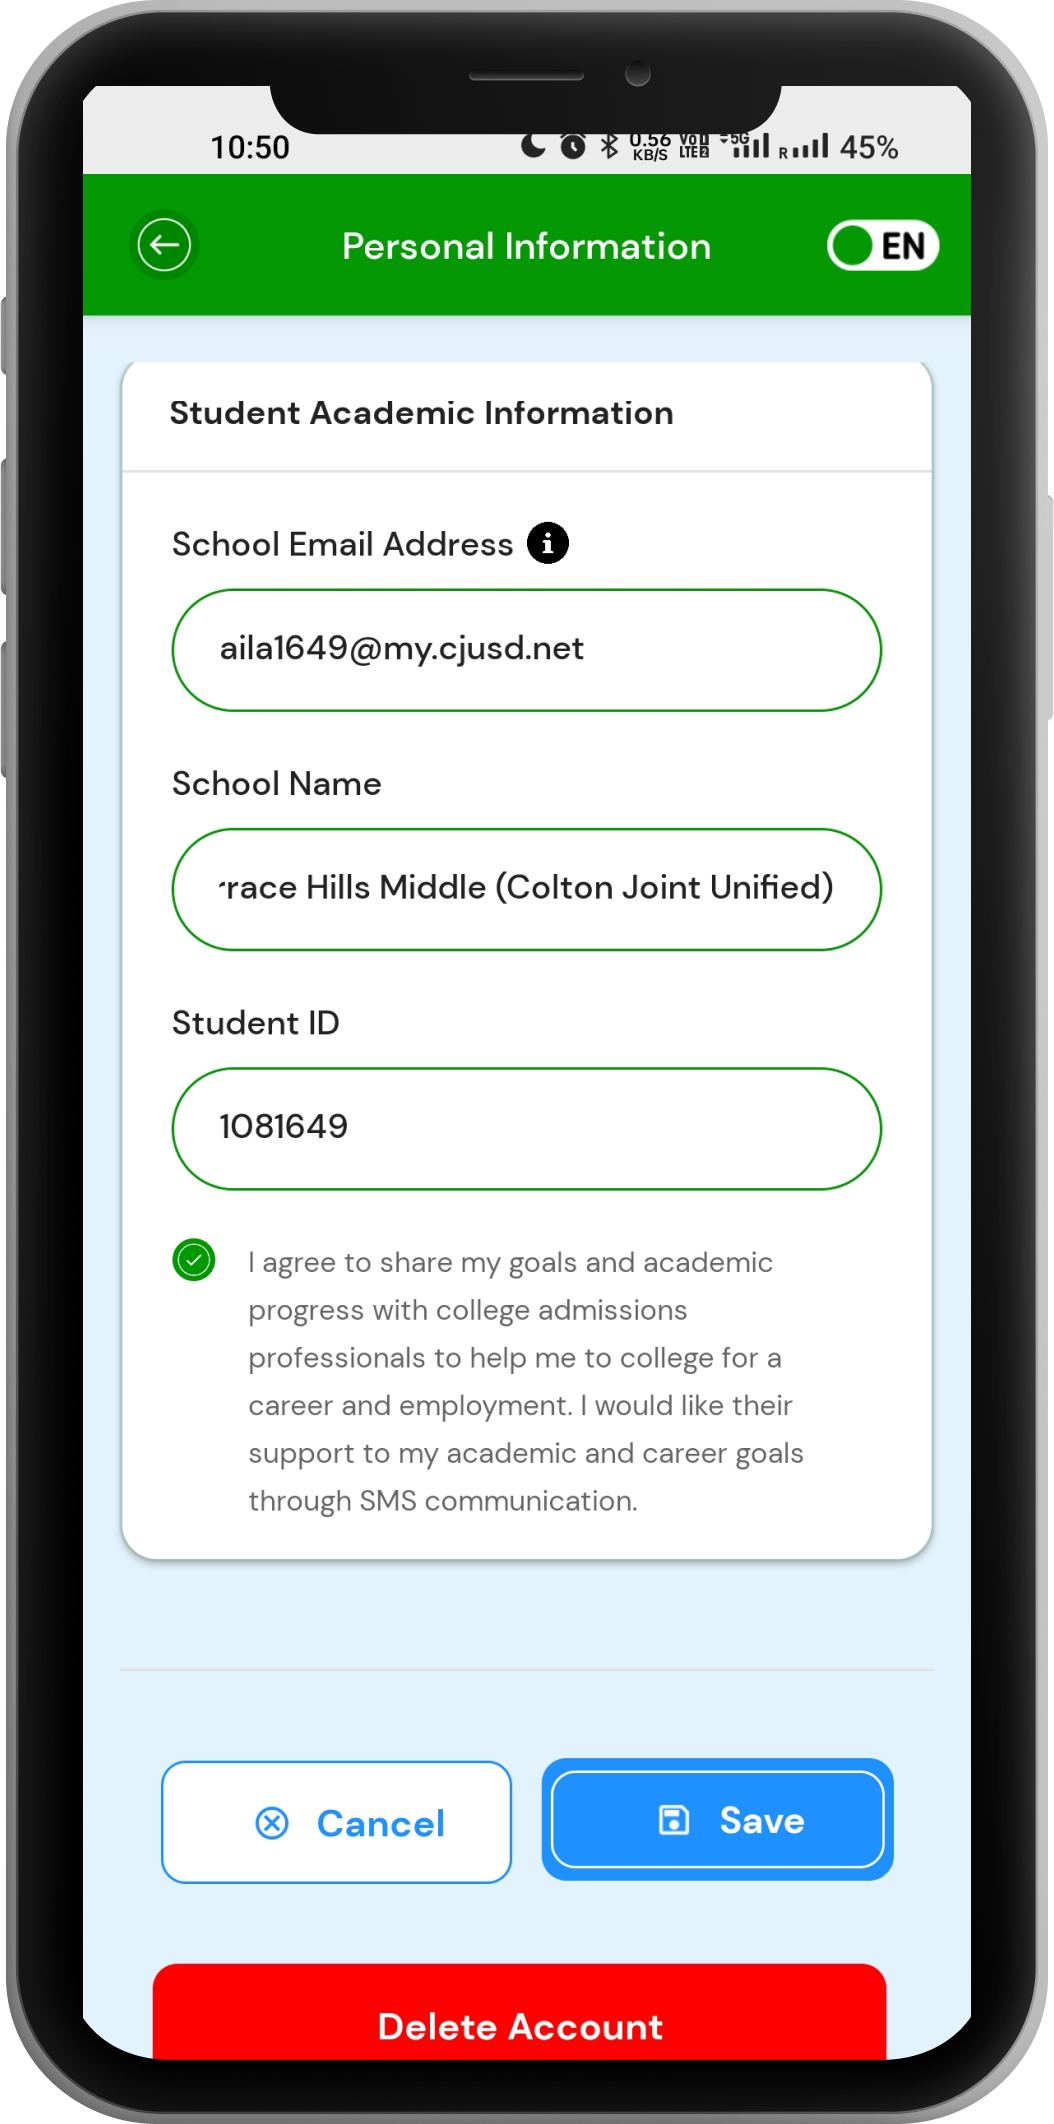 10:50
0.56
KB/S
LTE 2
5G
R
45%
Personal Information
EN
Student Academic Information
School Email Address
aila1649@my.cjusd.net
School Name
rrace Hills Middle (Colton Joint Unified)
Student ID
1081649
I agree to share my goals and academic
progress with college admissions
professionals to help me to college for a
career and employment. I would like their
support to my academic and career goals
through SMS communication.
Cancel
Save
Delete Account